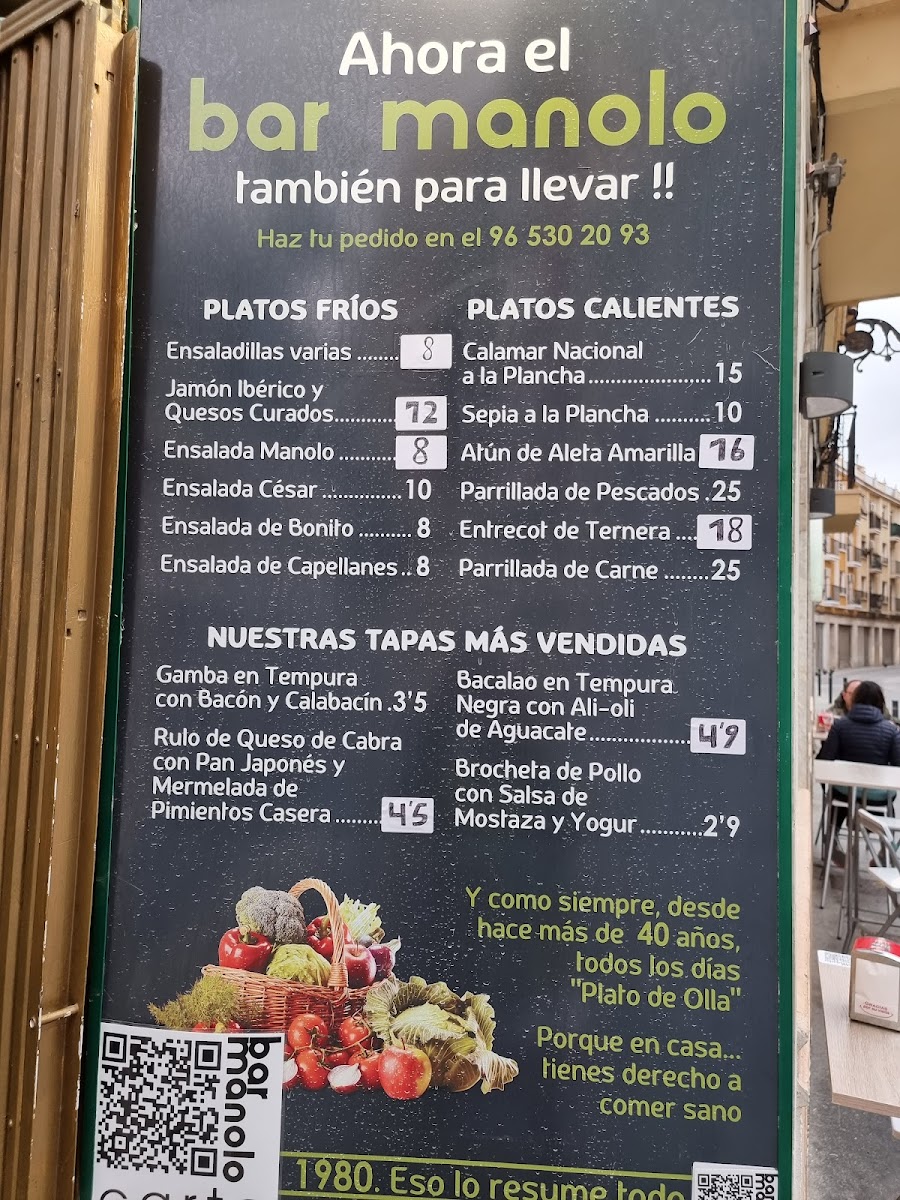 Ahora el
bar manolo
también para llevar !!
Haz tu pedido en el 96 530 20 93
PLATOS FRÍOS
Ensaladillas varias ........ 8
Jamón Ibérico y
Quesos Curados.......... 12
Ensalada Manolo .......... 8
Ensalada César .............. 10
Ensalada de Bonito .......... 8
Ensalada de Capellanes .. 8
PLATOS CALIENTES
Calamar Nacional
a la Plancha...................... 15
Sepia a la Plancha .......... 10
Atún de Aleta Amarilla 16
Parrillada de Pescados . 25
Entrecot de Ternera .... 18
Parrillada de Carne ........ 25
NUESTRAS TAPAS MÁS VENDIDAS
Gamba en Tempura
con Bacón y Calabacín .3'5
Rulo de Queso de Cabra
con Pan Japonés y
Mermelada de
Pimientos Casera ........ 4'5
Bacalao en Tempura
Negra con Ali-oli
de Aguacate.................. 4'9
Brocheta de Pollo
con Salsa de
Mostaza y Yogur ........... 2'9
Y como siempre, desde
hace más de 40 años,
todos los días
"Plato de Olla"
Porque en casa...
tienes derecho a
comer sano
bar
manolo
1980. Eso lo resume todo